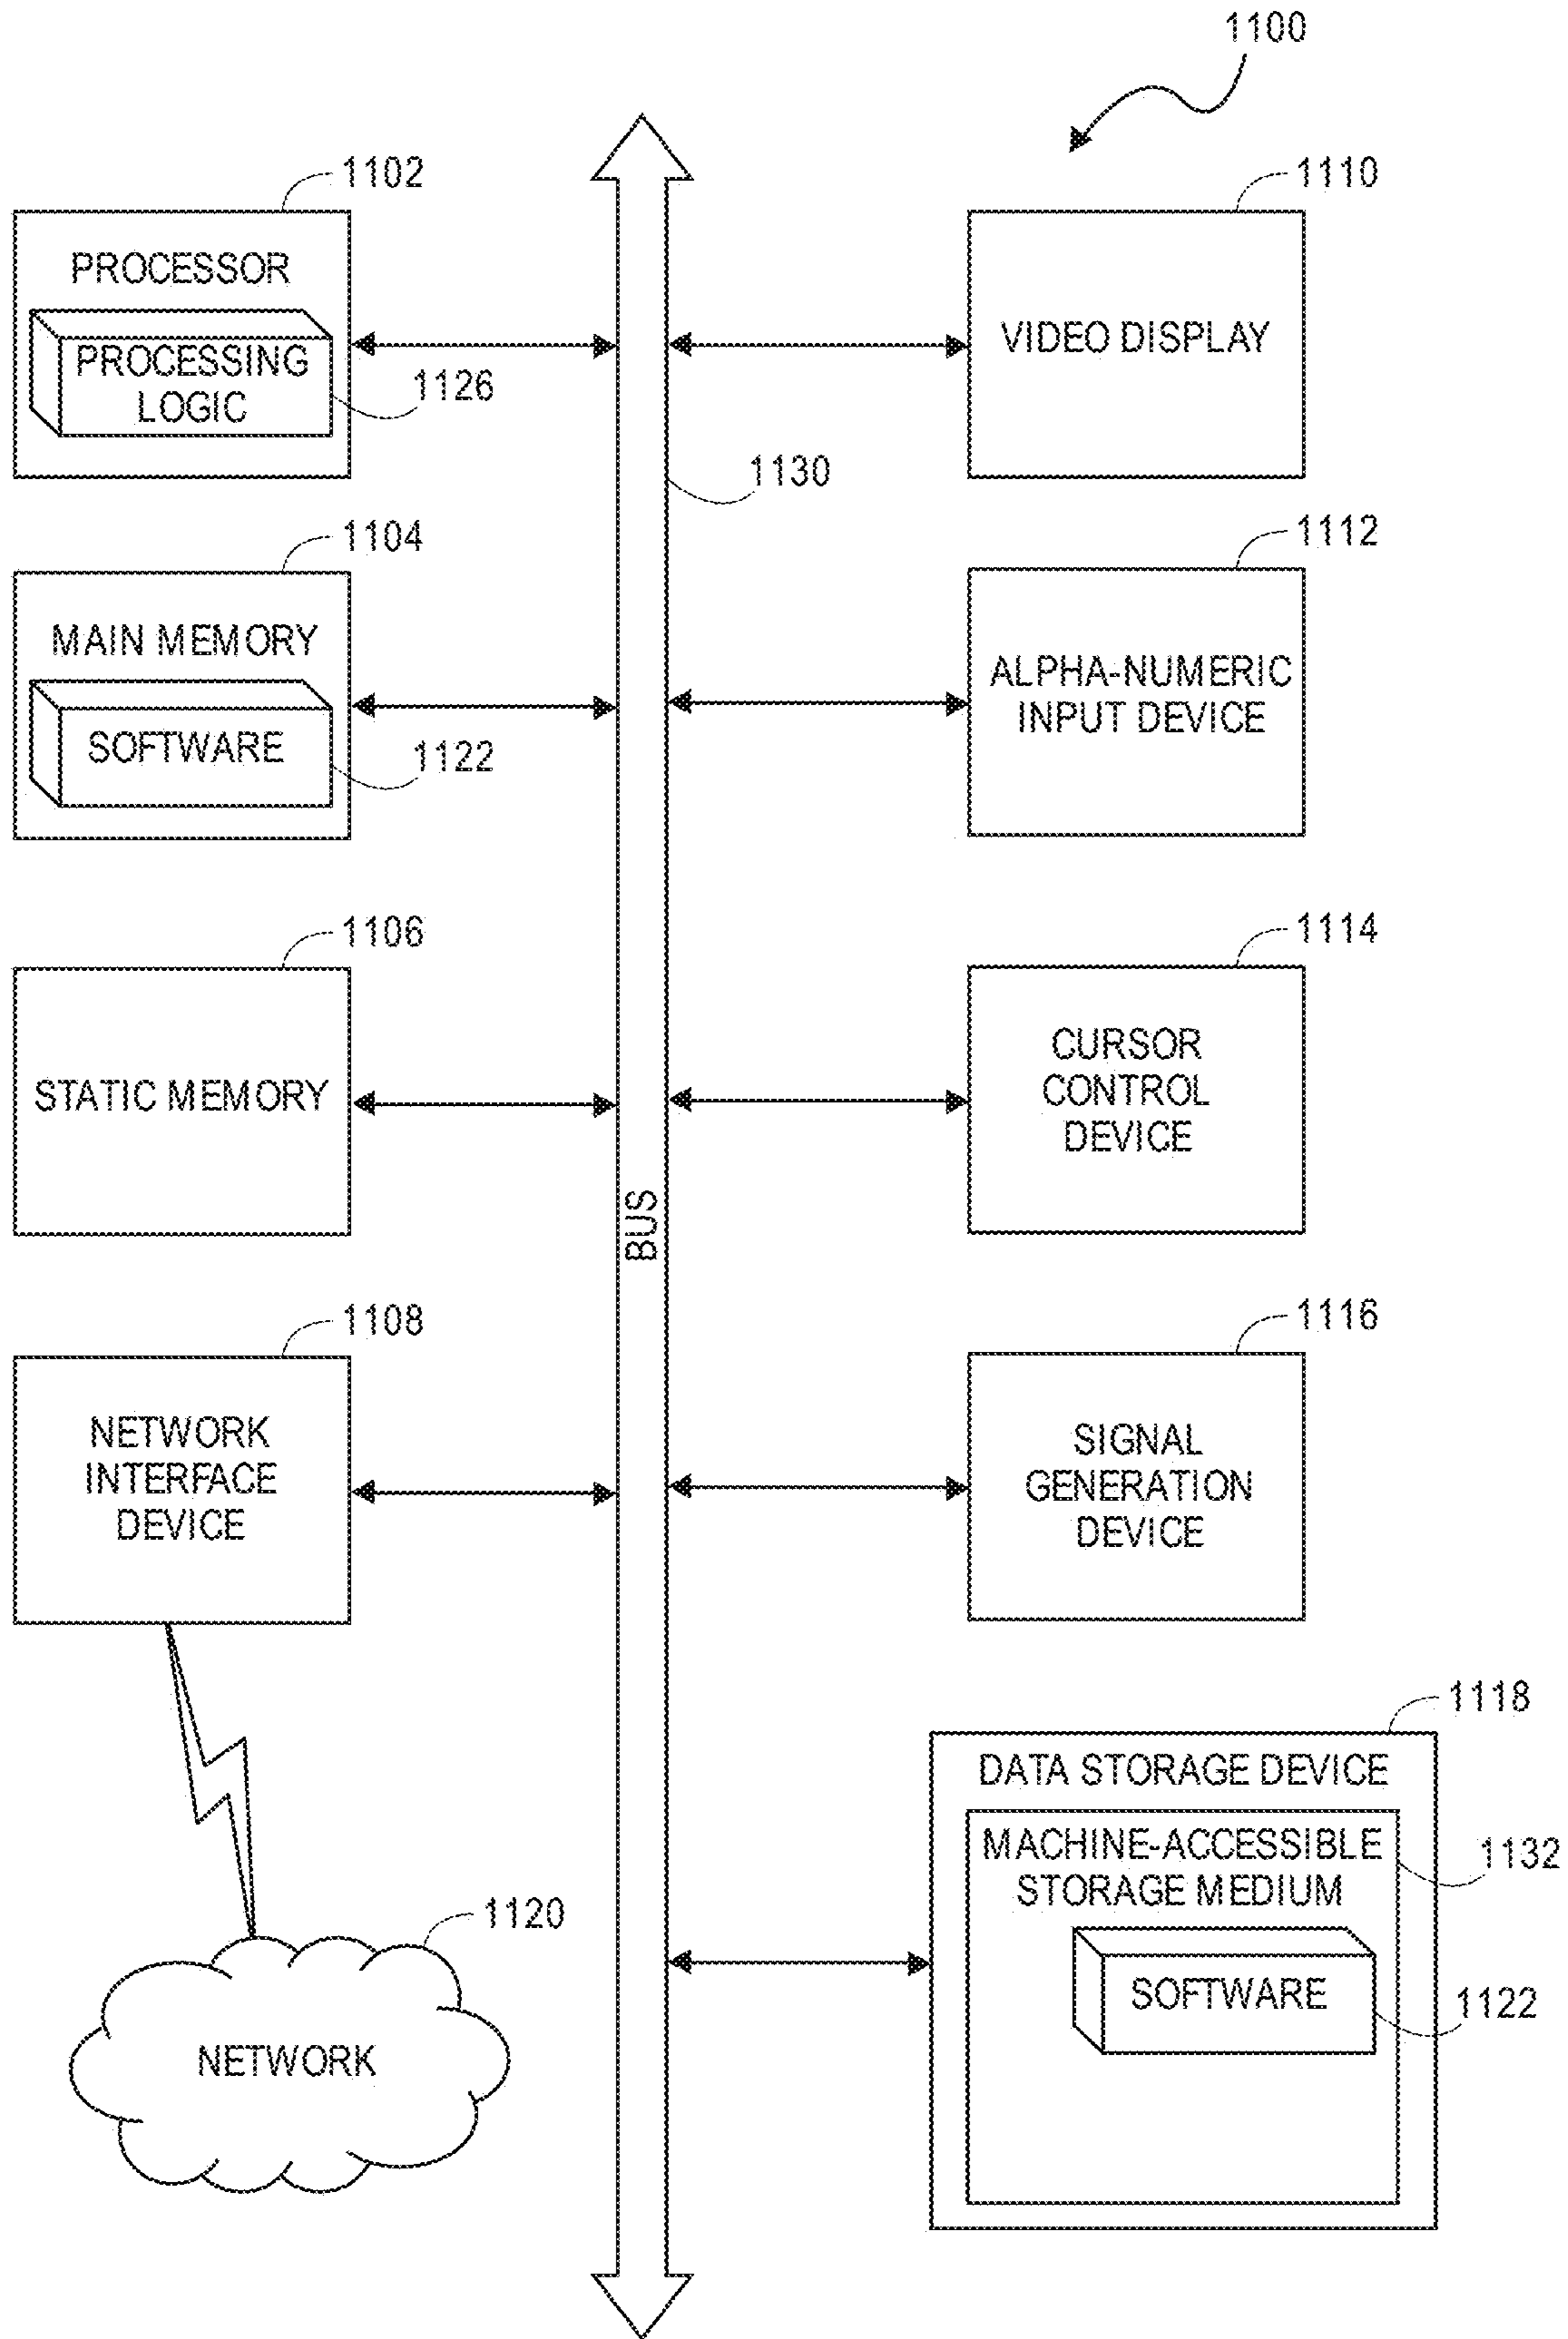 1100
1102
PROCESSOR
PROCESSING
LOGIC
1126
1104
MAIN MEMORY
SOFTWARE
1122
1106
STATIC MEMORY
1108
NETWORK
INTERFACE
DEVICE
1120
NETWORK
BUS
1130
1110
VIDEO DISPLAY
1112
ALPHA-NUMERIC
INPUT DEVICE
1114
CURSOR
CONTROL
DEVICE
1116
SIGNAL
GENERATION
DEVICE
1118
DATA STORAGE DEVICE
MACHINE-ACCESSIBLE
STORAGE MEDIUM
1132
SOFTWARE
1122